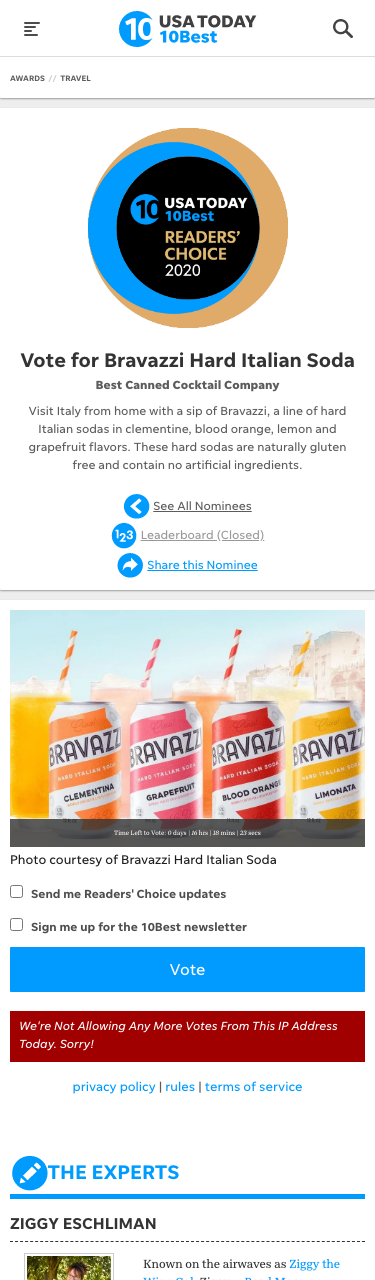 10 USA TODAY
10Best
AWARDS // TRAVEL
10 USA TODAY
10Best
READERS'
CHOICE
2020
Vote for Bravazzi Hard Italian Soda
Best Canned Cocktail Company
Visit Italy from home with a sip of Bravazzi, a line of hard
Italian sodas in clementine, blood orange, lemon and
grapefruit flavors. These hard sodas are naturally gluten
free and contain no artificial ingredients.
See All Nominees
123 Leaderboard (Closed)
Share this Nominee
BRAVAZZI
HARD ITALIAN SODA
CLEMENTINA
BRAVAZZI
HARD ITALIAN SODA
GRAPEFRUIT
BRAVAZZI
HARD ITALIAN SODA
BLOOD ORANGE
BRAVAZZI
HARD ITALIAN SODA
LIMONATA
Time Left to Vote: 0 days | 16 hrs | 18 mins | 23 secs
Photo courtesy of Bravazzi Hard Italian Soda
Send me Readers' Choice updates
Sign me up for the 10Best newsletter
Vote
We're Not Allowing Any More Votes From This IP Address
Today. Sorry!
privacy policy | rules | terms of service
THE EXPERTS
ZIGGY ESCHLIMAN
Known on the airwaves as Ziggy the